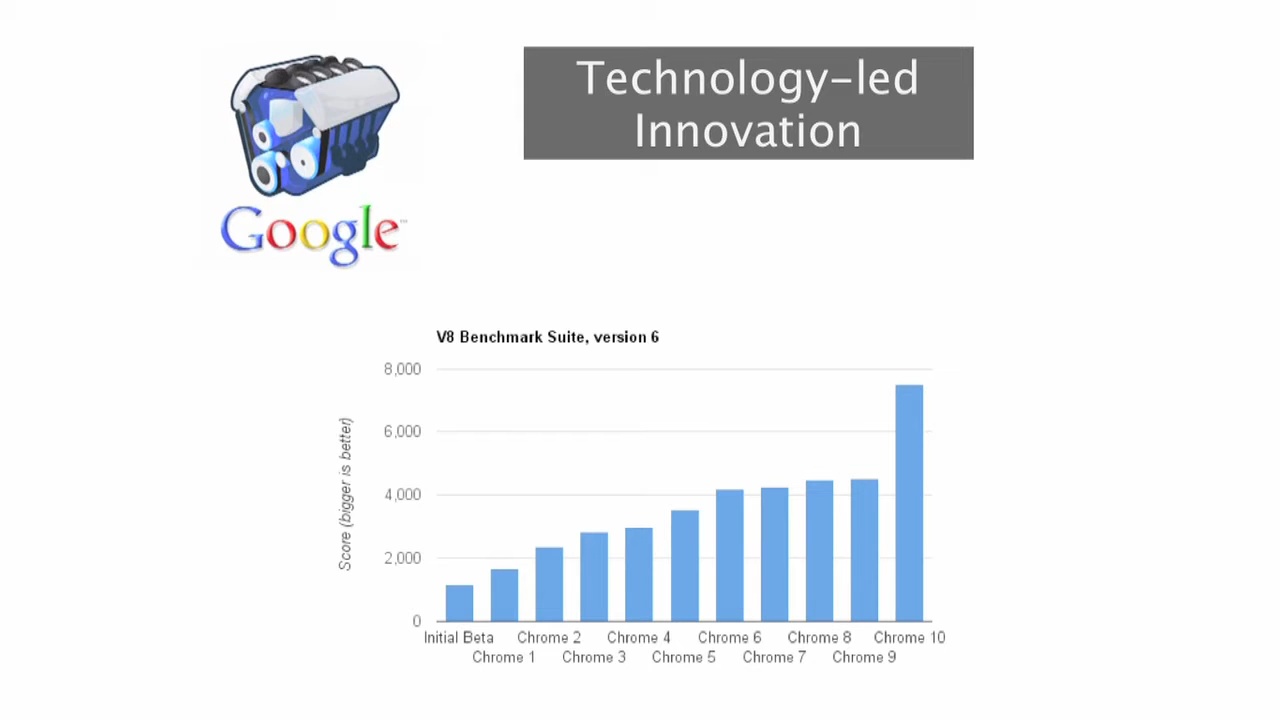 Technology-led
Innovation
Google™
V8 Benchmark Suite, version 6
Score (bigger is better)
8,000
6,000
4,000
2,000
0
Initial Beta
Chrome 1
Chrome 2
Chrome 3
Chrome 4
Chrome 5
Chrome 6
Chrome 7
Chrome 8
Chrome 9
Chrome 10